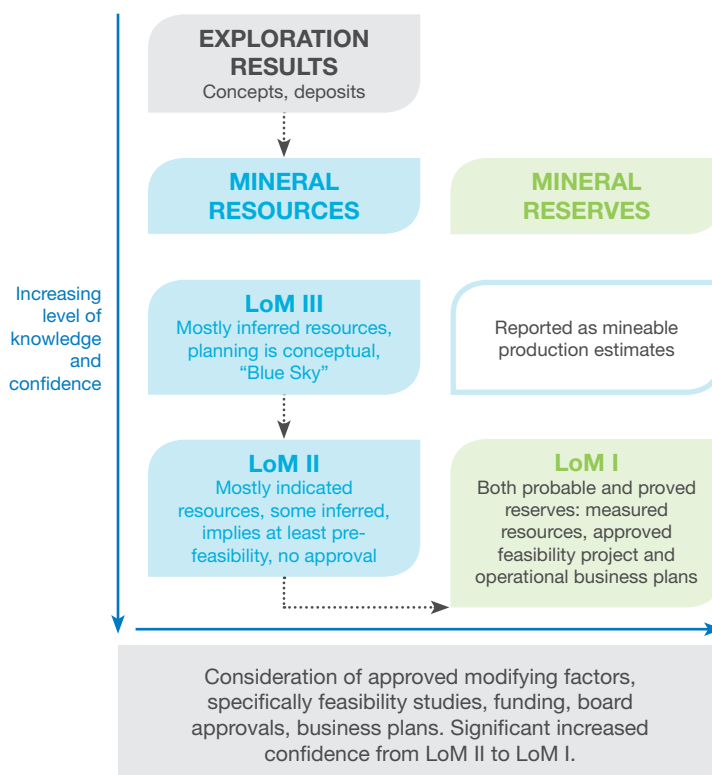 EXPLORATION
RESULTS
Concepts, deposits
MINERAL
RESOURCES
MINERAL
RESERVES
Increasing
level of
knowledge
and
confidence
LoM III
Mostly inferred resources,
planning is conceptual,
“Blue Sky”
Reported as mineable
production estimates
LoM II
Mostly indicated
resources, some inferred,
implies at least pre-
feasibility, no approval
LoM I
Both probable and proved
reserves: measured
resources, approved
feasibility project and
operational business plans
Consideration of approved modifying factors,
specifically feasibility studies, funding, board
approvals, business plans. Significant increased
confidence from LoM II to LoM I.